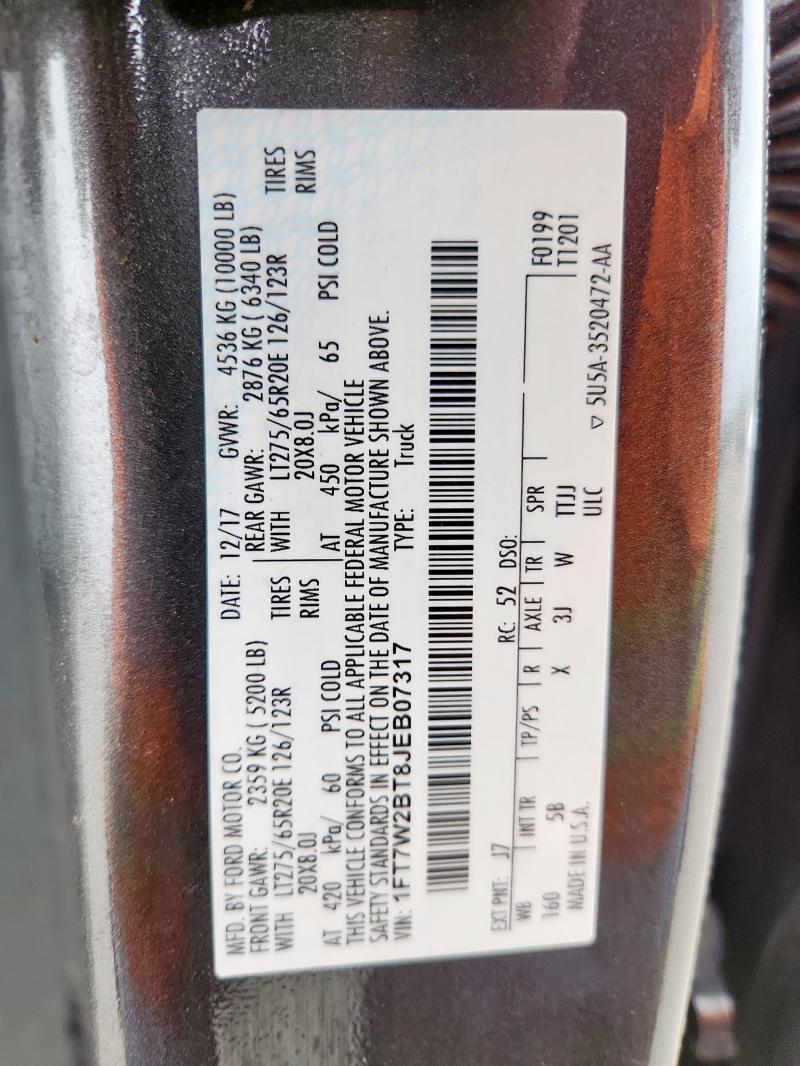 MFD. BY FORD MOTOR CO.
DATE: 12/17 GVWR: 4536 KG (10000 LB)
FRONT GAWR: 2359 KG ( 5200 LB) REAR GAWR: 2876 KG ( 6340 LB)
WITH LT275/65R20E 126/123R TIRES WITH LT275/65R20E 126/123R TIRES
20X8.0J RIMS 20X8.0J RIMS
AT 420 kPa/ 60 PSI COLD AT 450 kPa/ 65 PSI COLD
THIS VEHICLE CONFORMS TO ALL APPLICABLE FEDERAL MOTOR VEHICLE
SAFETY STANDARDS IN EFFECT ON THE DATE OF MANUFACTURE SHOWN ABOVE.
VIN: 1FT7W2BT8JEB07317 TYPE: Truck
EXT PNT: J7 RC: 52 DSO:
WB INT TR TP/PS R AXLE TR SPR F0199
160 5B X 3J W TTJJ T1201
MADE IN U.S.A. ULC ▽ 5U5A-3520472-AA